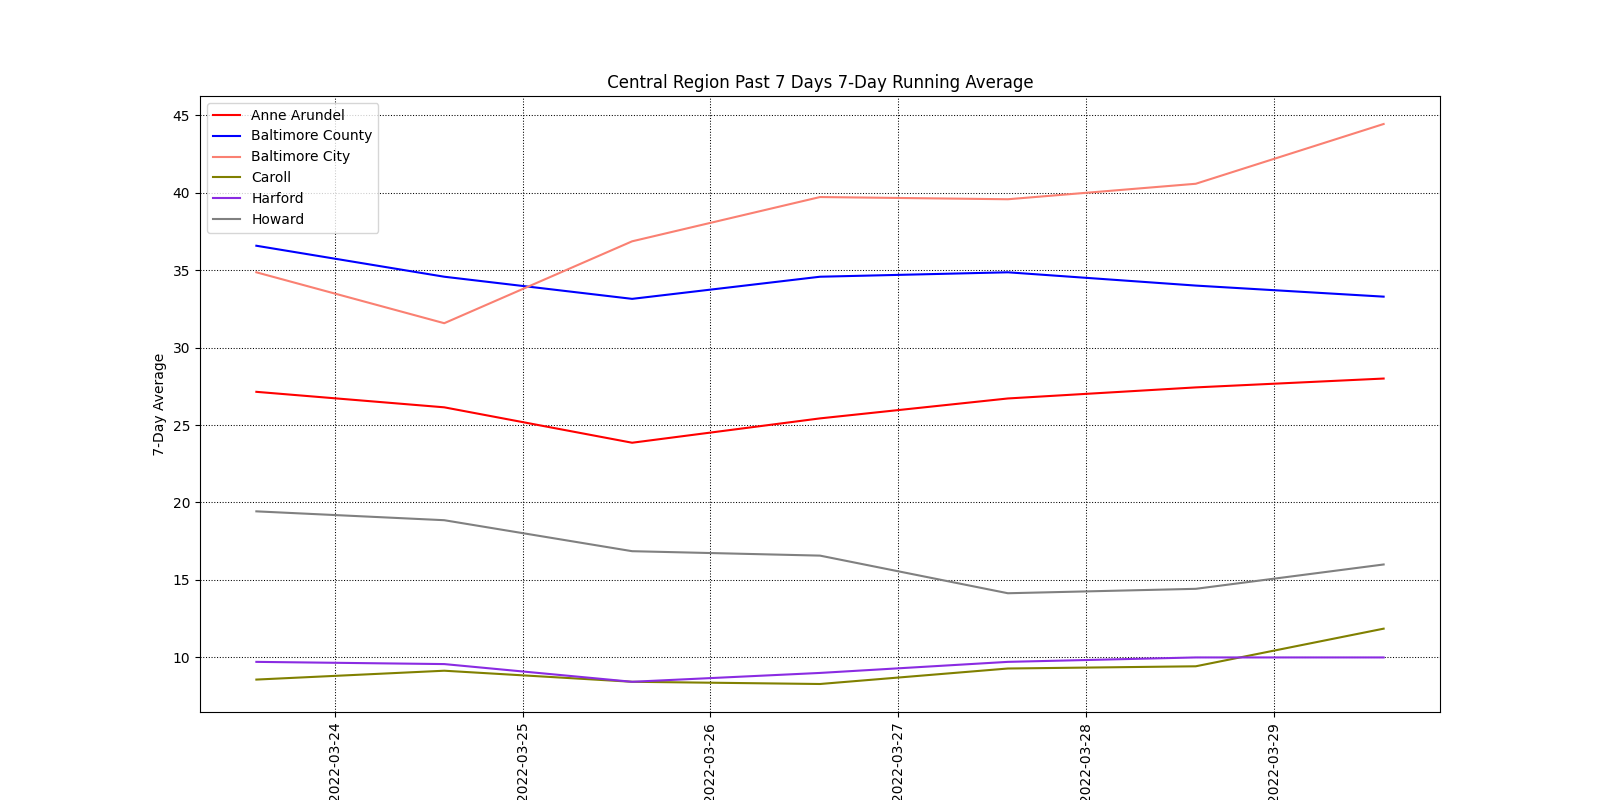 Central Region Past 7 Days 7-Day Running Average
Anne Arundel
Baltimore County
Baltimore City
Caroll
Harford
Howard
7-Day Average
45
40
35
30
25
20
15
10
2022-03-24
2022-03-25
2022-03-26
2022-03-27
2022-03-28
2022-03-29